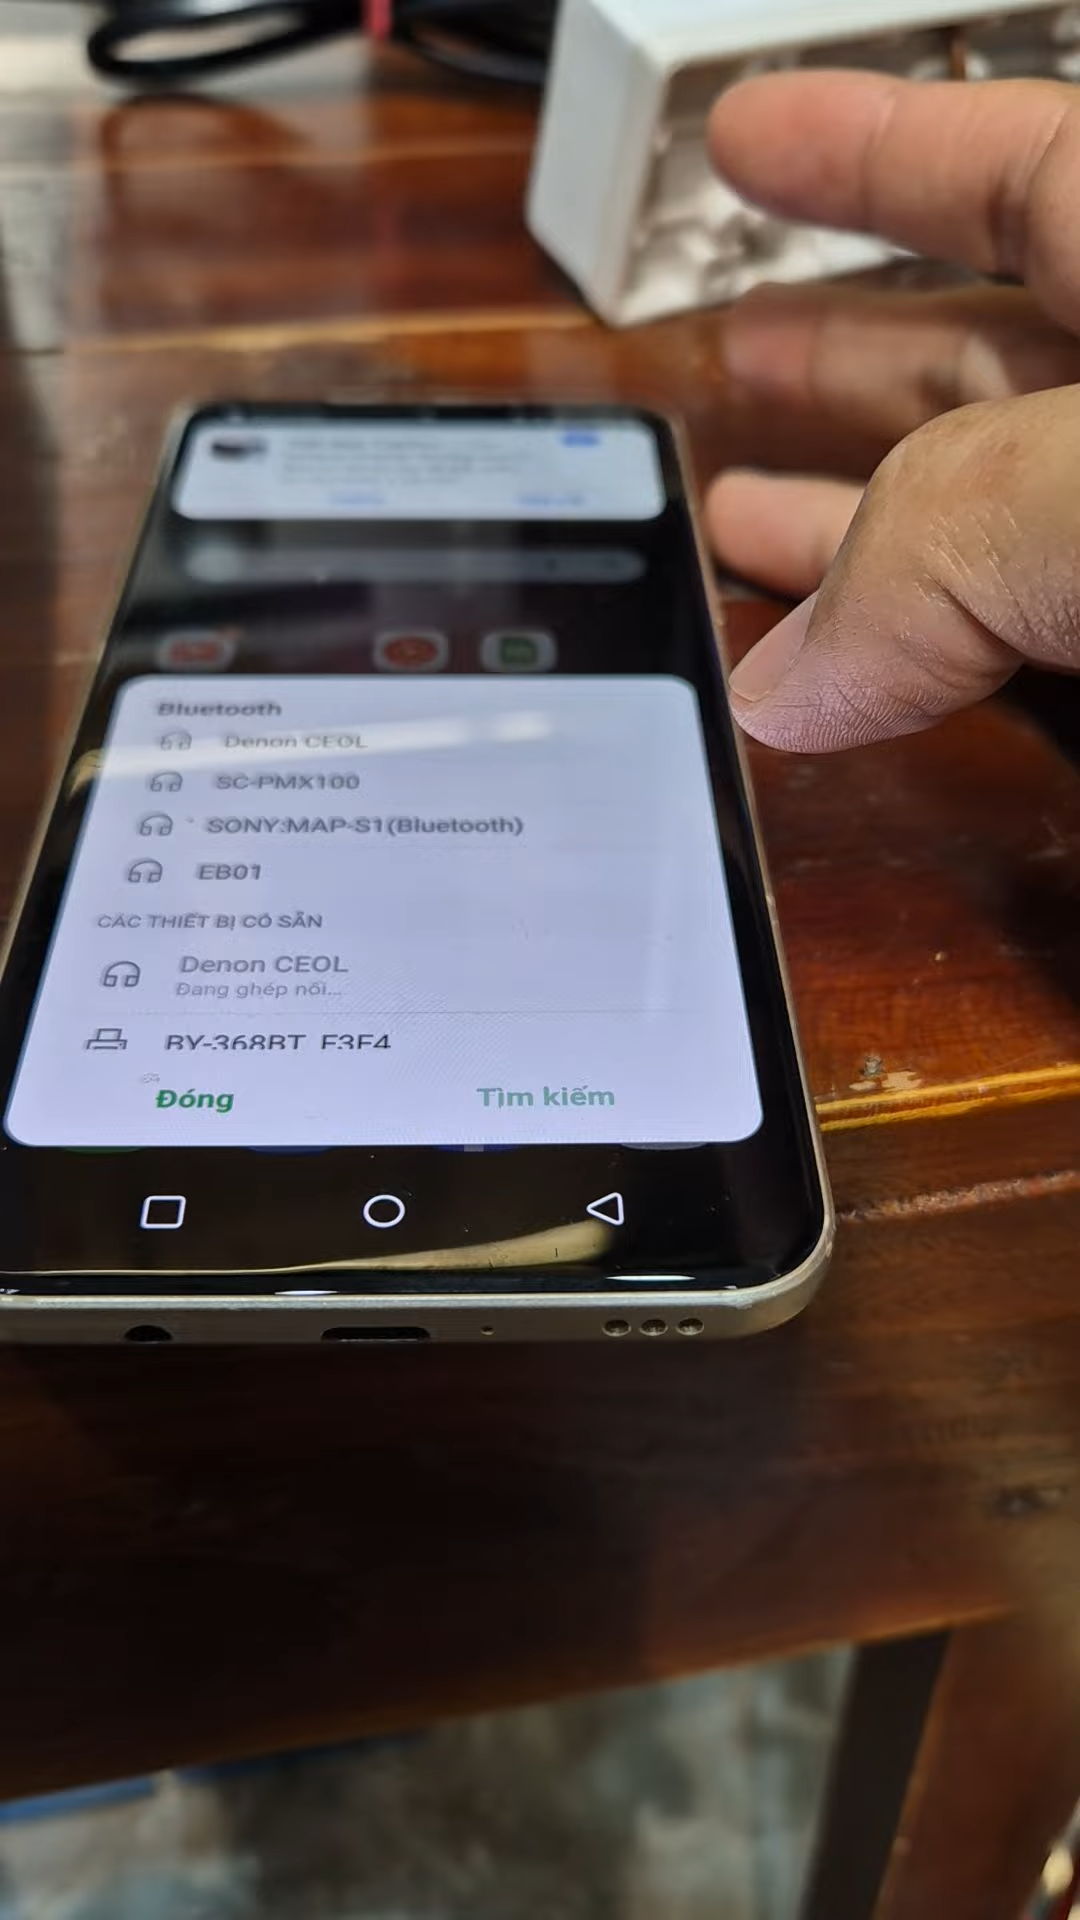 Bluetooth
Denon CEOL
SC-PMX100
SONY:MAP-S1(Bluetooth)
EB01
CÁC THIẾT BỊ CÓ SẴN
Denon CEOL
Đang ghép nối...
BY-368BT_F3F4
Đóng
Tìm kiếm